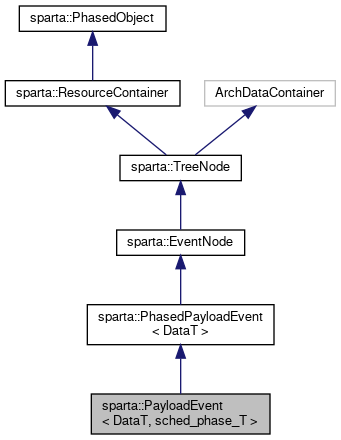 sparta::PhasedObject
sparta::ResourceContainer
ArchDataContainer
sparta::TreeNode
sparta::EventNode
sparta::PhasedPayloadEvent
< DataT >
sparta::PayloadEvent
< DataT, sched_phase_T >